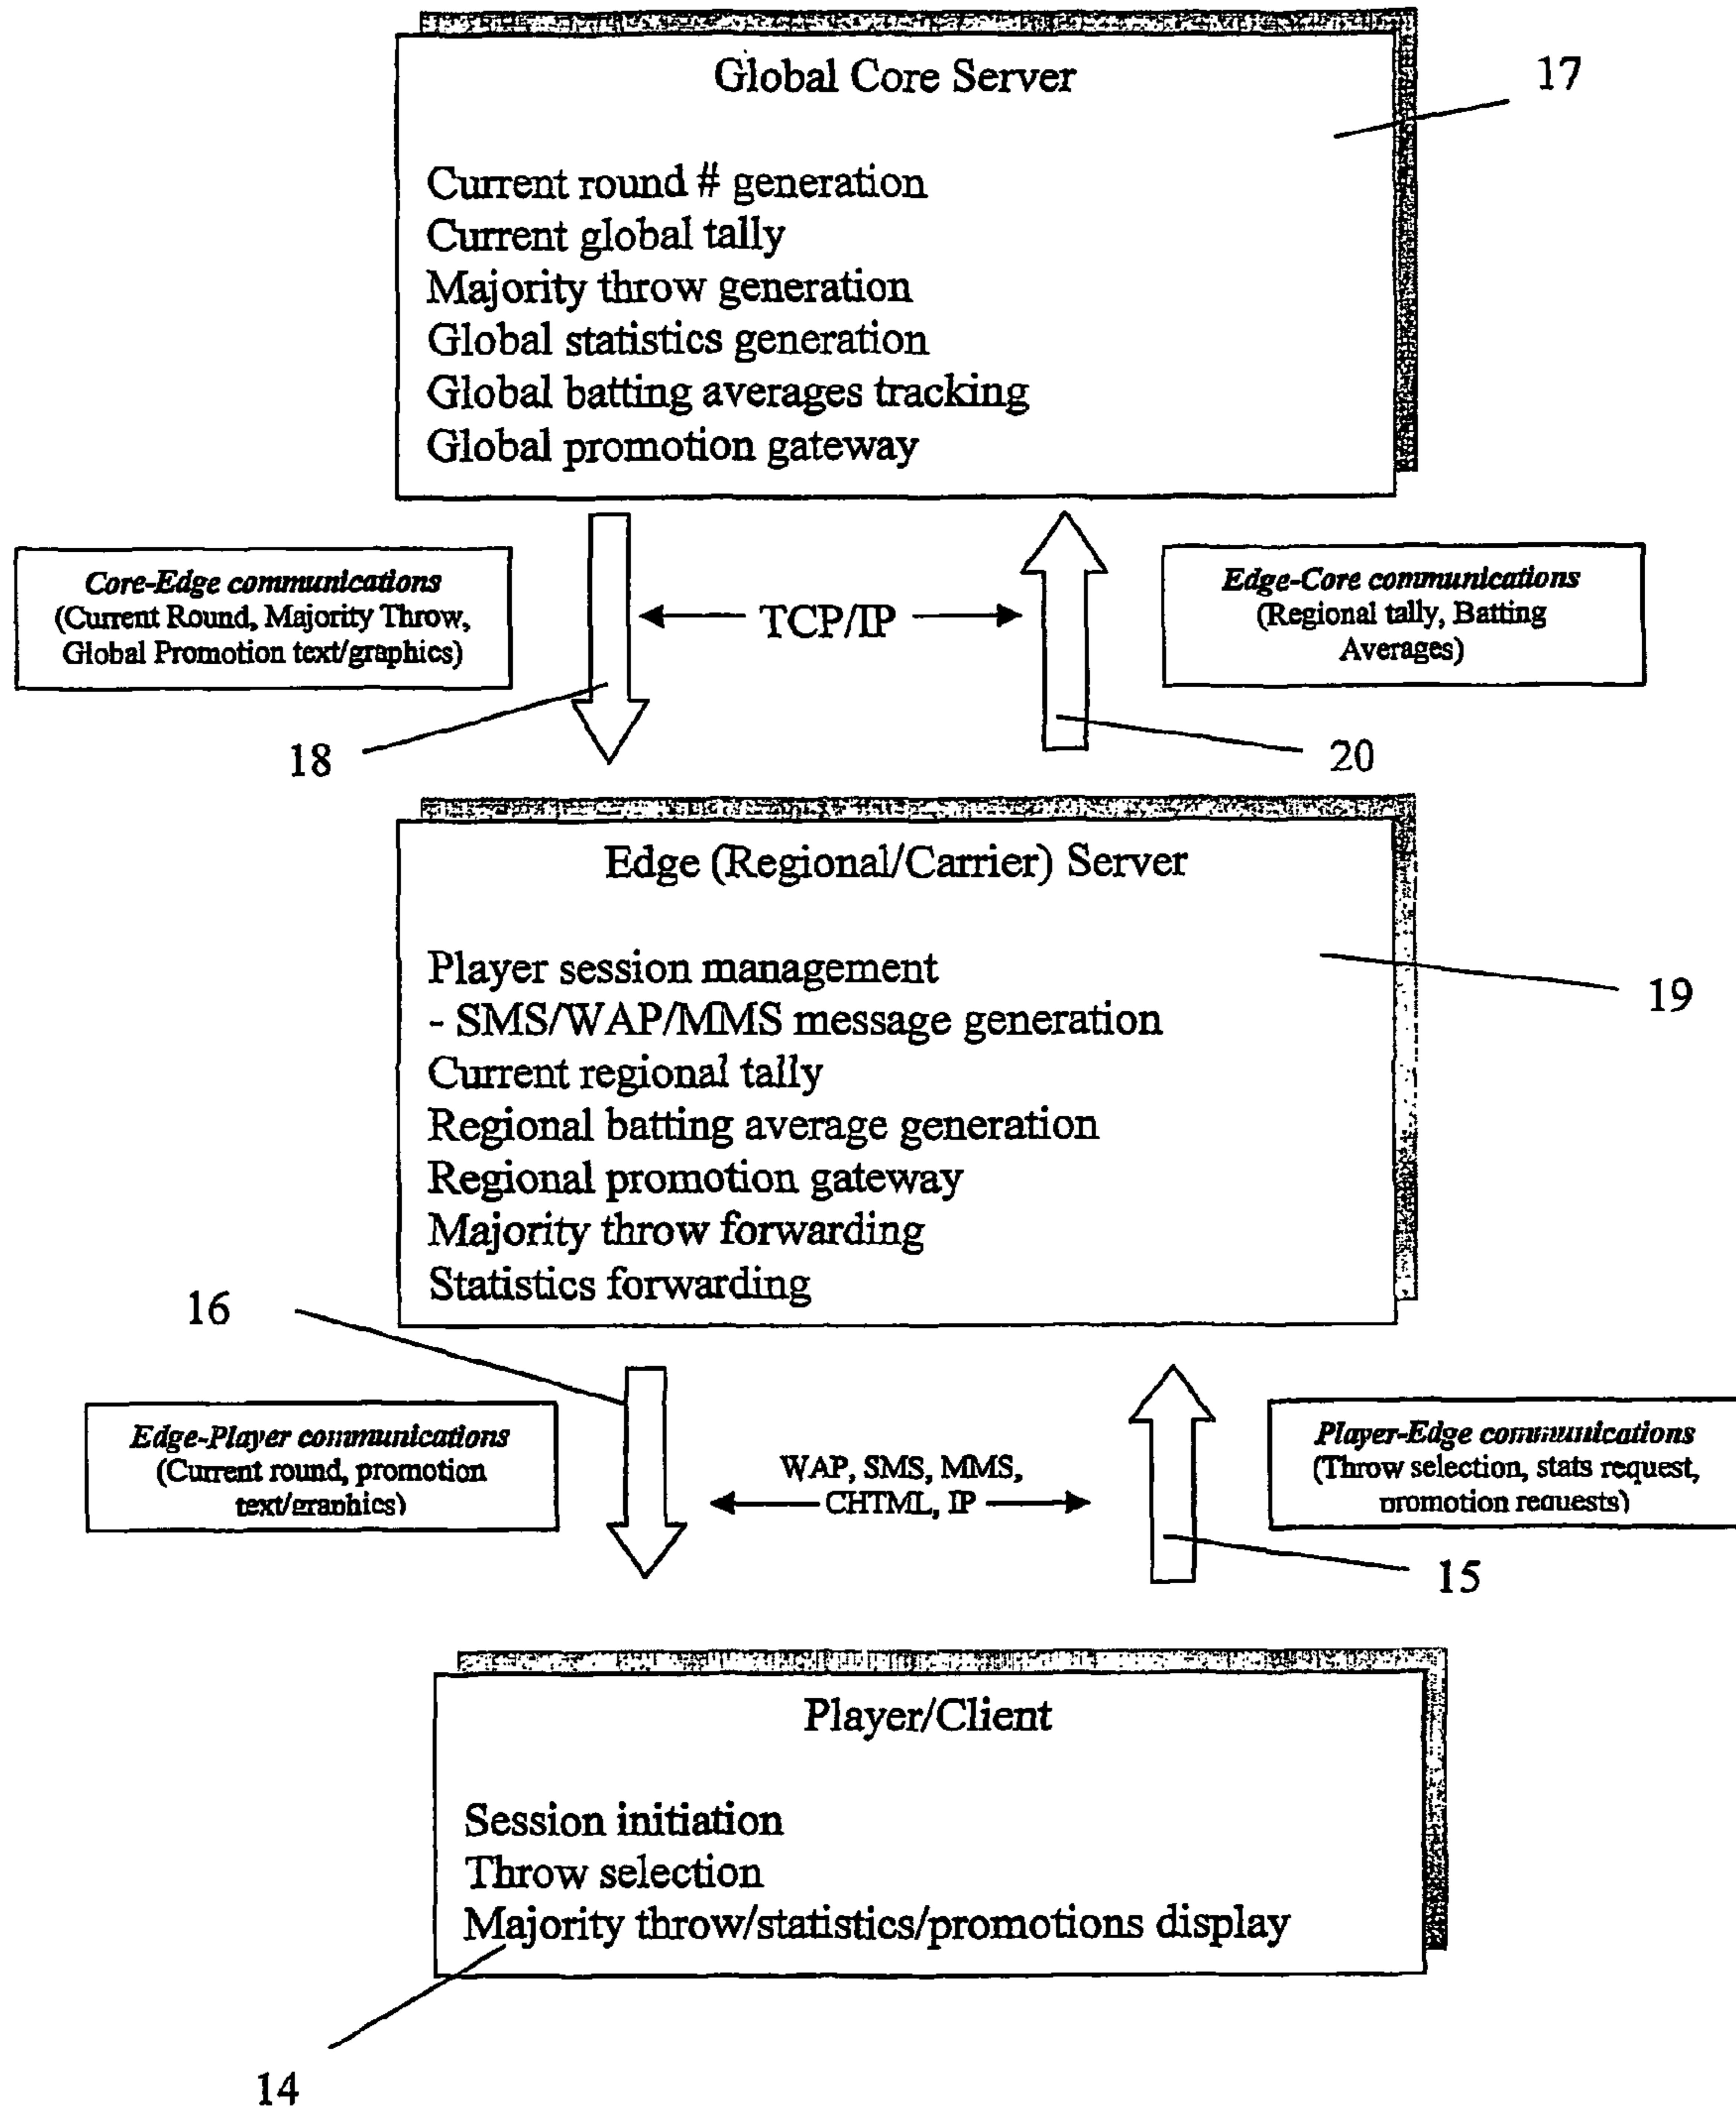 Global Core Server
17
Current round # generation
Current global tally
Majority throw generation
Global statistics generation
Global batting averages tracking
Global promotion gateway
Core-Edge communications
(Current Round, Majority Throw,
Global Promotion text/graphics)
TCP/IP
Edge-Core communications
(Regional tally, Batting
Averages)
18
20
Edge (Regional/Carrier) Server
Player session management
- SMS/WAP/MMS message generation
19
Current regional tally
Regional batting average generation
Regional promotion gateway
Majority throw forwarding
Statistics forwarding
16
Edge-Player communications
(Current round, promotion
text/graphics)
WAP, SMS, MMS,
CHTML, IP
Player-Edge communications
(Throw selection, stats request,
promotion requests)
15
Player/Client
Session initiation
Throw selection
Majority throw/statistics/promotions display
14